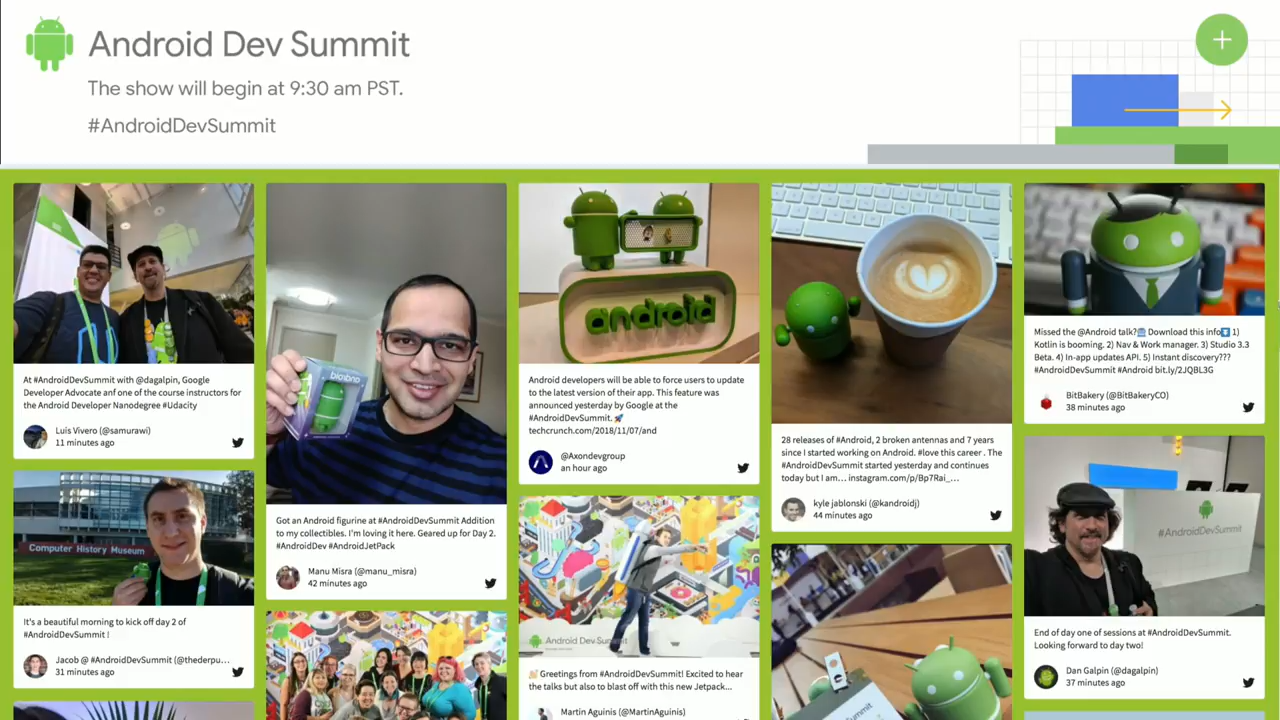 Android Dev Summit
The show will begin at 9:30 am PST.
#AndroidDevSummit
At #AndroidDevSummit with @dagalpin, Google
Developer Advocate anf one of the course instructors for
the Android Developer Nanodegree #Udacity
Luis Vivero (@samurawi)
11 minutes ago
Computer History Museum
It's a beautiful morning to kick off day 2 of
#AndroidDevSummit !
Jacob @ #AndroidDevSummit (@thederpu...
31 minutes ago
android
Got an Android figurine at #AndroidDevSummit Addition
to my collectibles. I'm loving it here. Geared up for Day 2.
#AndroidDev #AndroidJetPack
Manu Misra (@manu_misra)
42 minutes ago
android
Android developers will be able to force users to update
to the latest version of their app. This feature was
announced yesterday by Google at the
#AndroidDevSummit. 🚀
techcrunch.com/2018/11/07/and
@Axondevgroup
an hour ago
Android Dev Summit
Greetings from #AndroidDevSummit! Excited to hear
the talks but also to blast off with this new Jetpack...
Martin Aguinis (@MartinAguinis)
28 releases of #Android, 2 broken antennas and 7 years
since I started working on Android. #love this career . The
#AndroidDevSummit started yesterday and continues
today but I am… instagram.com/p/Bp7Rai_…
kyle jablonski (@kandroidj)
44 minutes ago
Summit
Missed the @Android talk? Download this info 1)
Kotlin is booming. 2) Nav & Work manager. 3) Studio 3.3
Beta. 4) In-app updates API. 5) Instant discovery???
#AndroidDevSummit #Android bit.ly/2JQBL3G
BitBakery (@BitBakeryCO)
38 minutes ago
#AndroidDevSummit
End of day one of sessions at #AndroidDevSummit.
Looking forward to day two!
Dan Galpin (@dagalpin)
37 minutes ago